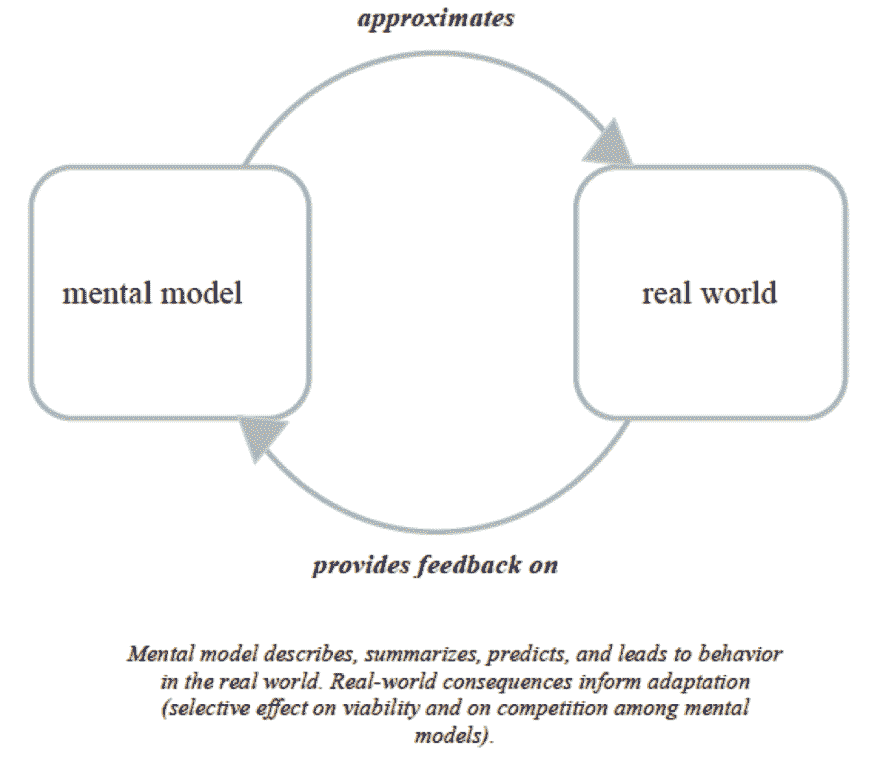 approximates
mental model
real world
provides feedback on
Mental model describes, summarizes, predicts, and leads to behavior
in the real world. Real-world consequences inform adaptation
(selective effect on viability and on competition among mental
models).